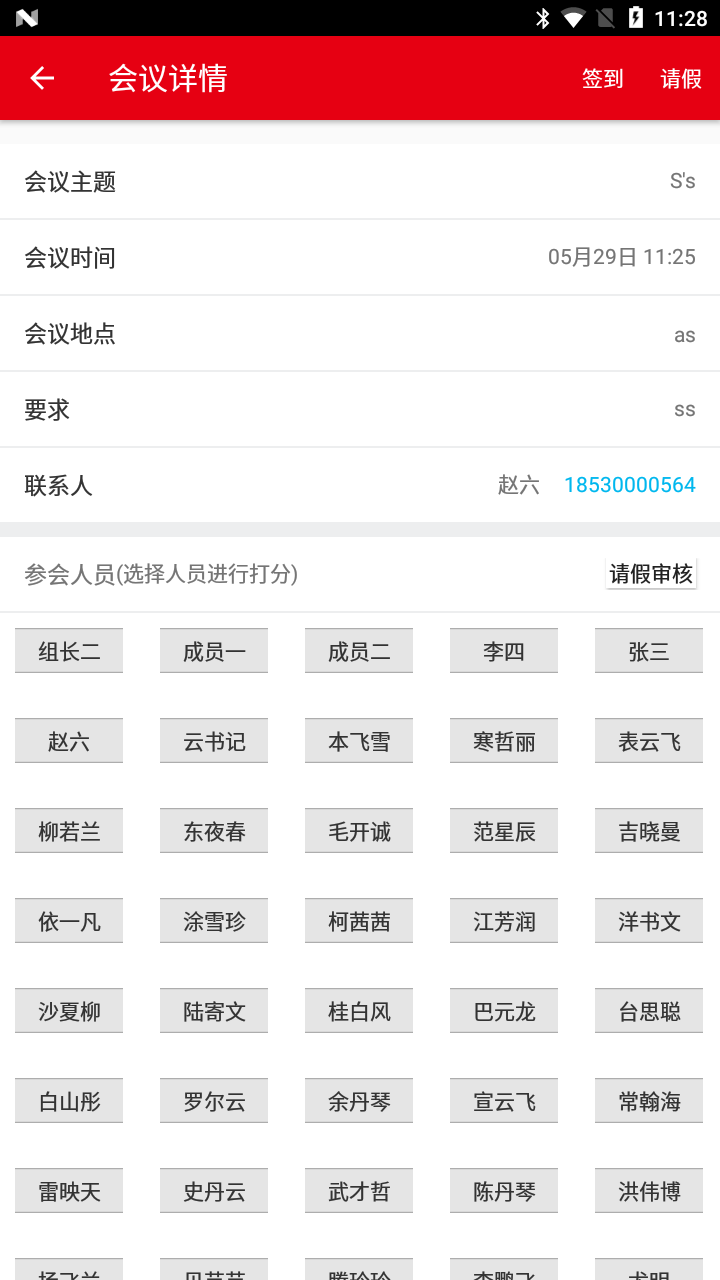 11:28
会议详情 签到 请假
会议主题 S's
会议时间 05月29日 11:25
会议地点 as
要求 ss
联系人 赵六 18530000564
参会人员(选择人员进行打分) 请假审核
组长二 成员一 成员二 李四 张三
赵六 云书记 本飞雪 寒哲丽 表云飞
柳若兰 东夜春 毛开诚 范星辰 吉晓曼
依一凡 涂雪珍 柯茜茜 江芳润 洋书文
沙夏柳 陆寄文 桂白风 巴元龙 台思聪
白山彤 罗尔云 余丹琴 宣云飞 常翰海
雷映天 史丹云 武才哲 陈丹琴 洪伟博